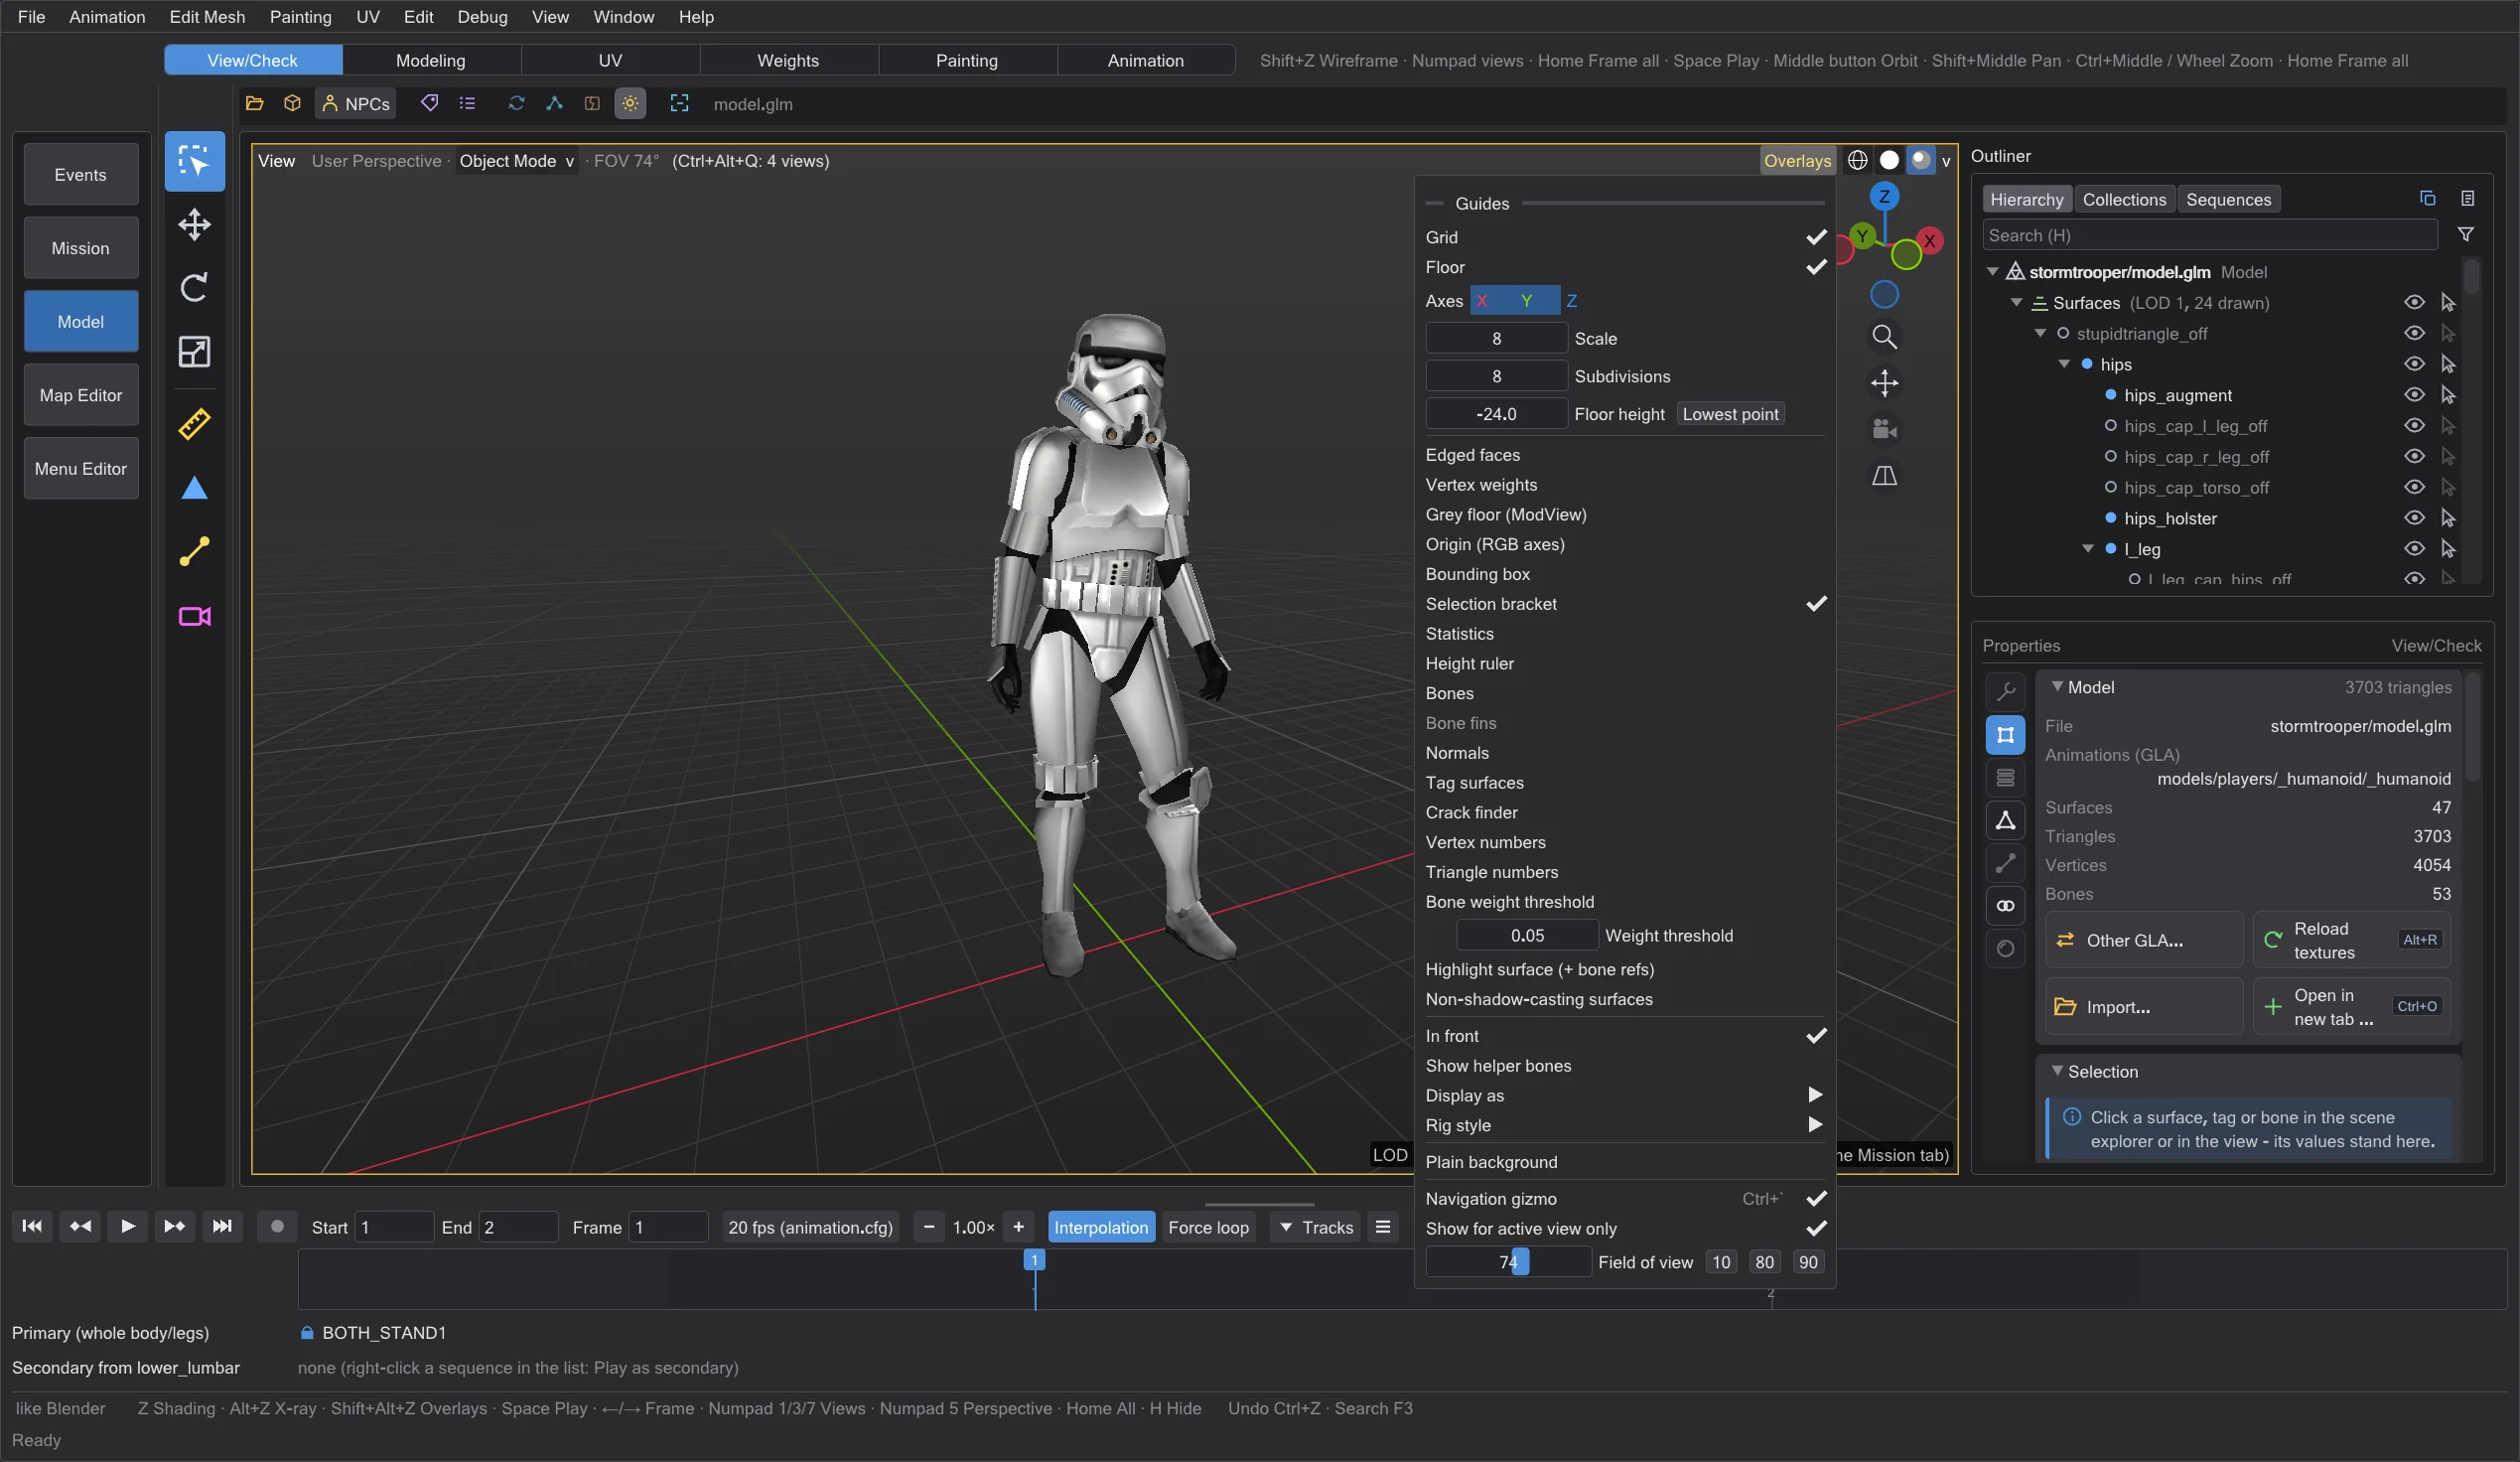 File Animation Edit Mesh Painting UV Edit Debug View Window Help
View/Check Modeling UV Weights Painting Animation Shift+Z Wireframe · Numpad views · Home Frame all · Space Play · Middle button Orbit · Shift+Middle Pan · Ctrl+Middle / Wheel Zoom · Home Frame all
NPCs model.glm
Events
Mission
Model
Map Editor
Menu Editor
View User Perspective · Object Mode v · FOV 74° (Ctrl+Alt+Q: 4 views) Overlays v
Guides
Grid
Floor
Axes X Y Z
8 Scale
8 Subdivisions
-24.0 Floor height Lowest point
Edged faces
Vertex weights
Grey floor (ModView)
Origin (RGB axes)
Bounding box
Selection bracket
Statistics
Height ruler
Bones
Bone fins
Normals
Tag surfaces
Crack finder
Vertex numbers
Triangle numbers
Bone weight threshold
0.05 Weight threshold
Highlight surface (+ bone refs)
Non-shadow-casting surfaces
In front
Show helper bones
Display as
Rig style
Plain background
Navigation gizmo Ctrl+`
Show for active view only
74 Field of view 10 80 90
Z
Y X
LOD
ne Mission tab)
Outliner
Hierarchy Collections Sequences
Search (H)
stormtrooper/model.glm Model
Surfaces (LOD 1, 24 drawn)
stupidtriangle_off
hips
hips_augment
hips_cap_l_leg_off
hips_cap_r_leg_off
hips_cap_torso_off
hips_holster
l_leg
l_leg_cap_hips_off
Properties View/Check
Model 3703 triangles
File stormtrooper/model.glm
Animations (GLA)
models/players/_humanoid/_humanoid
Surfaces 47
Triangles 3703
Vertices 4054
Bones 53
Other GLA...
Reload textures Alt+R
Import...
Open in new tab ... Ctrl+O
Selection
Click a surface, tag or bone in the scene
explorer or in the view - its values stand here.
Start 1 End 2 Frame 1 20 fps (animation.cfg) − 1.00× + Interpolation Force loop Tracks
1
2
Primary (whole body/legs) BOTH_STAND1
Secondary from lower_lumbar none (right-click a sequence in the list: Play as secondary)
like Blender Z Shading · Alt+Z X-ray · Shift+Alt+Z Overlays · Space Play · ←/→ Frame · Numpad 1/3/7 Views · Numpad 5 Perspective · Home All · H Hide Undo Ctrl+Z · Search F3
Ready